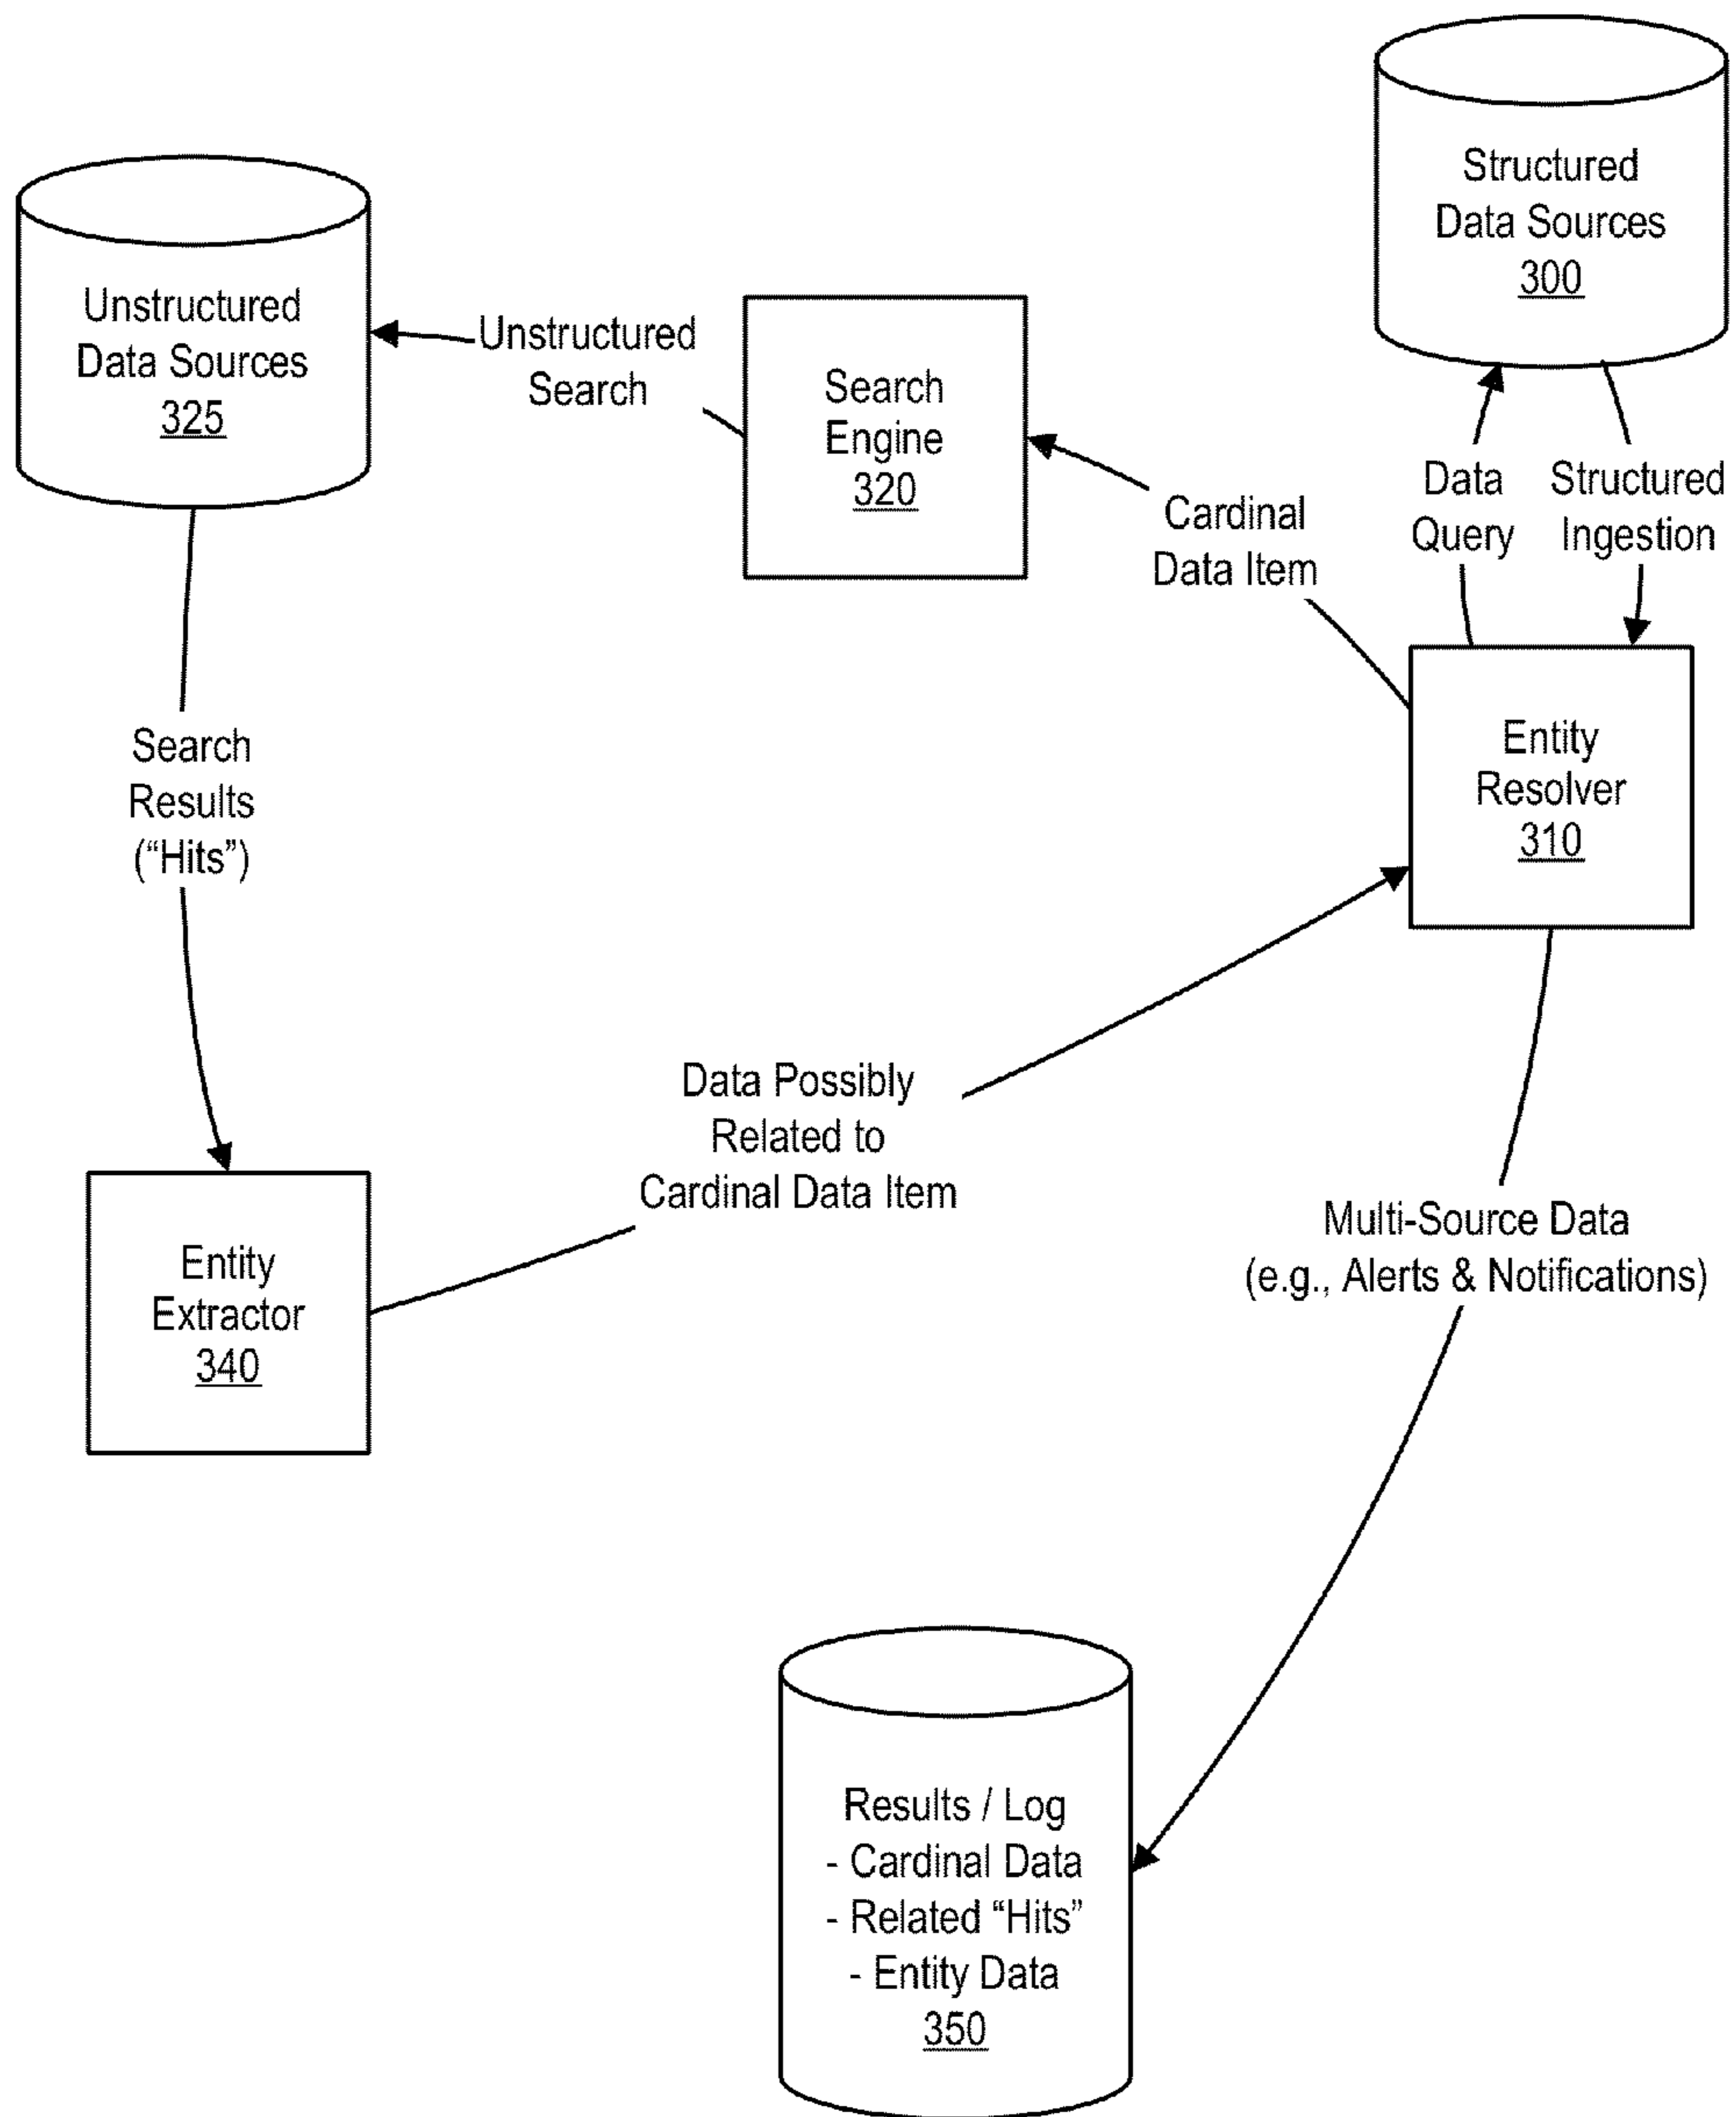 Structured
Data Sources
300
Unstructured
Data Sources
325
Unstructured
Search
Search
Engine
320
Cardinal
Data Item
Data
Query
Structured
Ingestion
Entity
Resolver
310
Search
Results
(“Hits”)
Data Possibly
Related to
Cardinal Data Item
Entity
Extractor
340
Multi-Source Data
(e.g., Alerts & Notifications)
Results / Log
- Cardinal Data
- Related “Hits”
- Entity Data
350